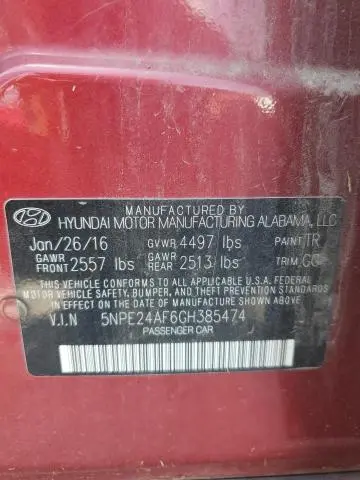 MANUFACTURED BY
HYUNDAI MOTOR MANUFACTURING ALABAMA, LLC
Jan/26/16 GVWR 4497 lbs PAINT TR
GAWR FRONT 2557 lbs GAWR REAR 2513 lbs TRIM GG
THIS VEHICLE CONFORMS TO ALL APPLICABLE U.S.A. FEDERAL
MOTOR VEHICLE SAFETY, BUMPER, AND THEFT PREVENTION STANDARDS
IN EFFECT ON THE DATE OF MANUFACTURE SHOWN ABOVE.
V.I.N 5NPE24AF6GH385474
PASSENGER CAR